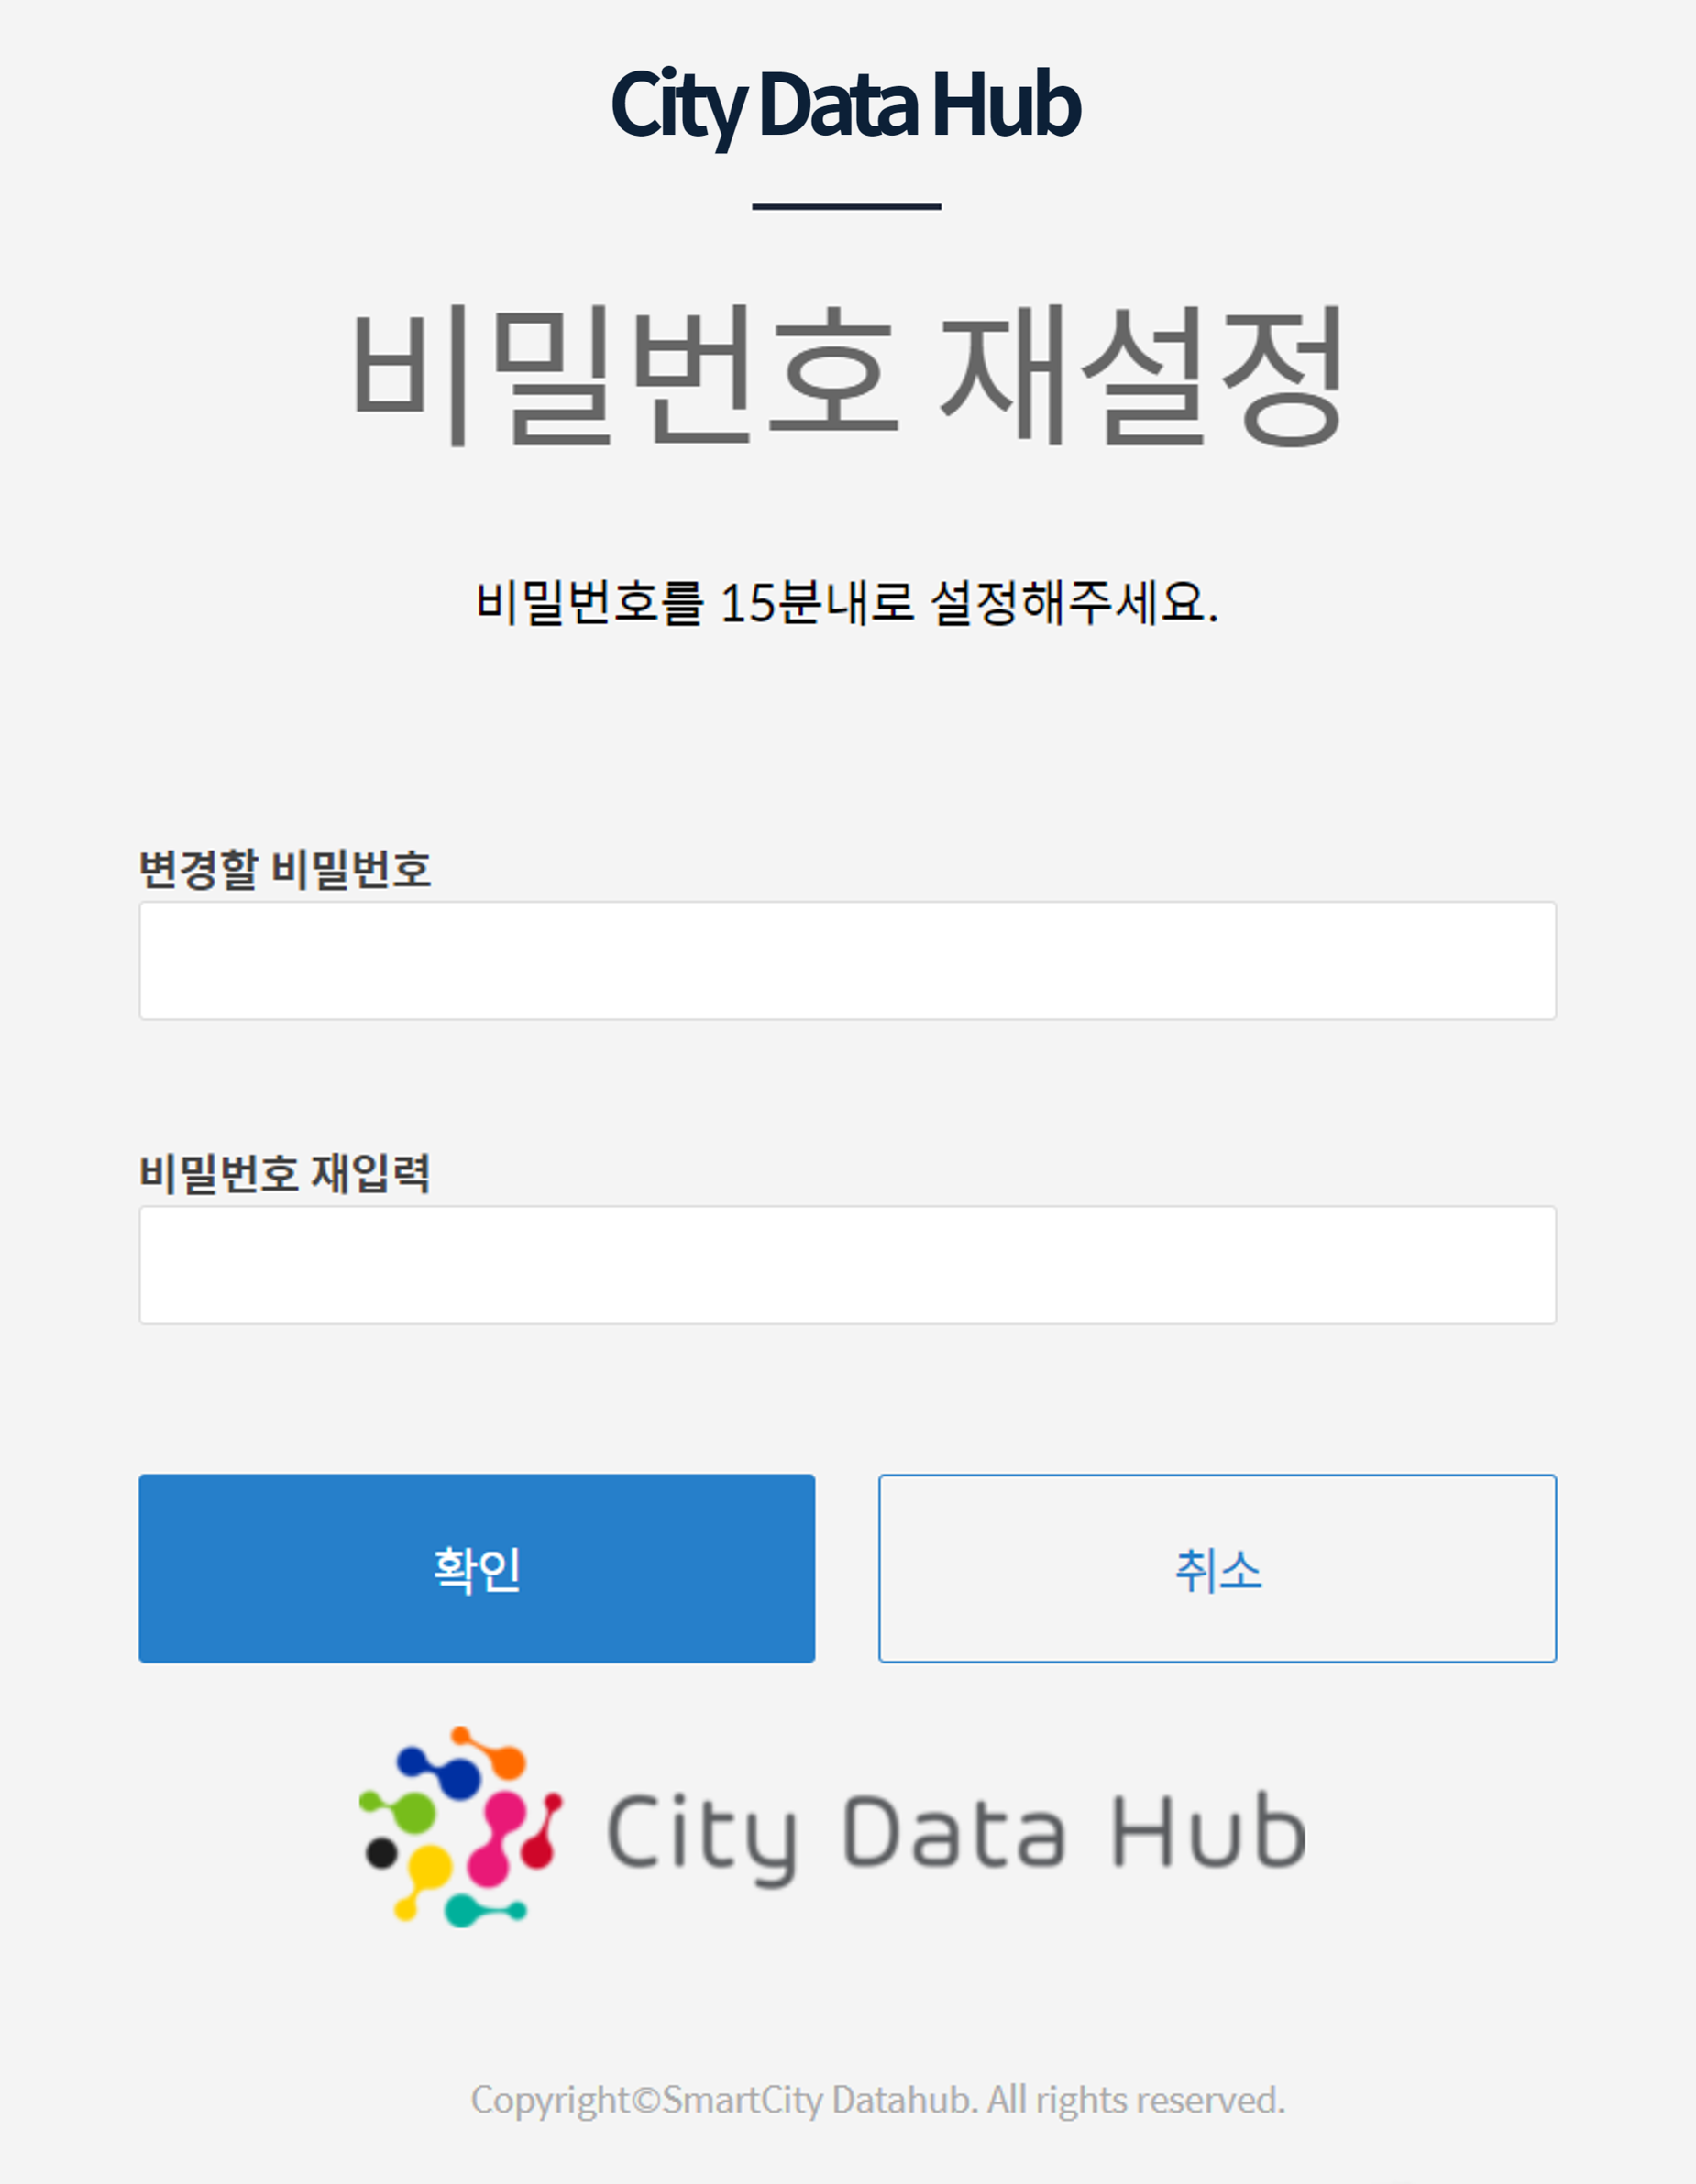 City Data Hub
비밀번호 재설정
비밀번호를 15분내로 설정해주세요.
변경할 비밀번호
비밀번호 재입력
확인 취소
City Data Hub
Copyright©SmartCity Datahub. All rights reserved.